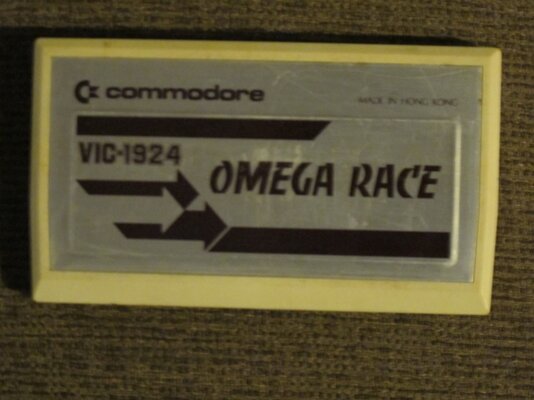 commodore
MADE IN HONG KONG
VIC-1924
OMEGA RACE